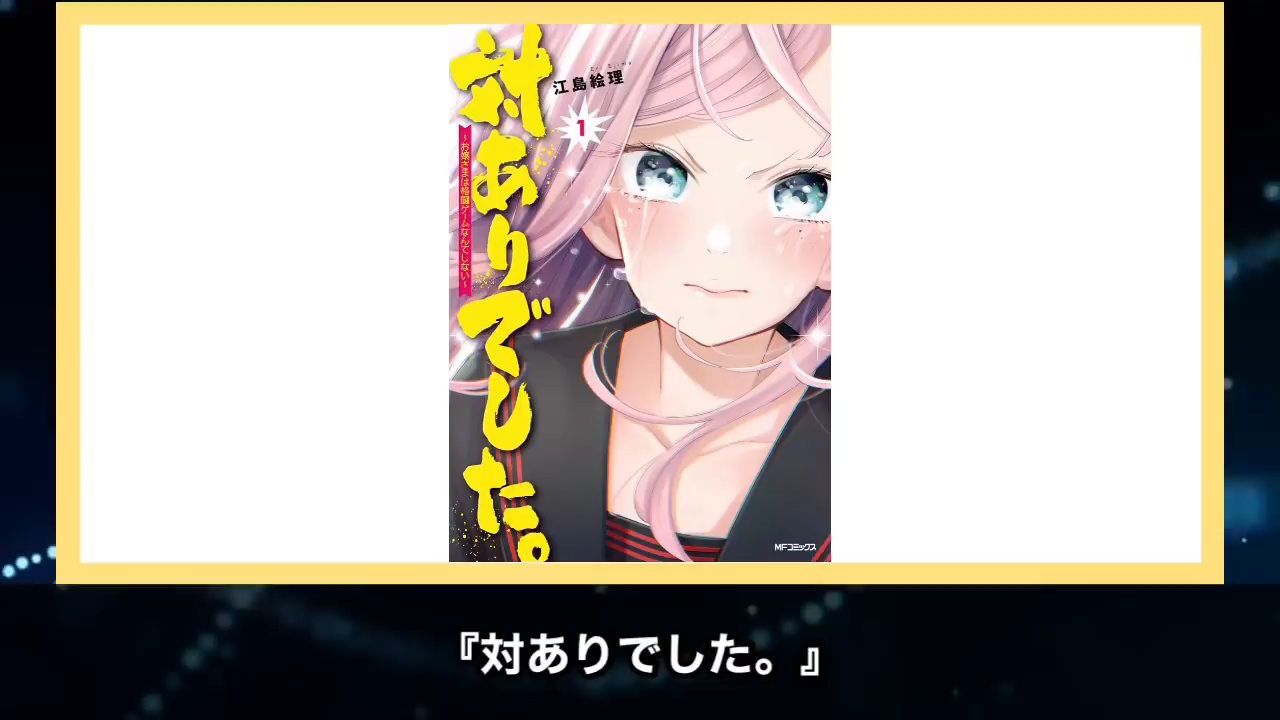 対ありでした。
～お嬢さまは格闘ゲームなんてしない～
江島絵理
1
MFコミックス
『対ありでした。』